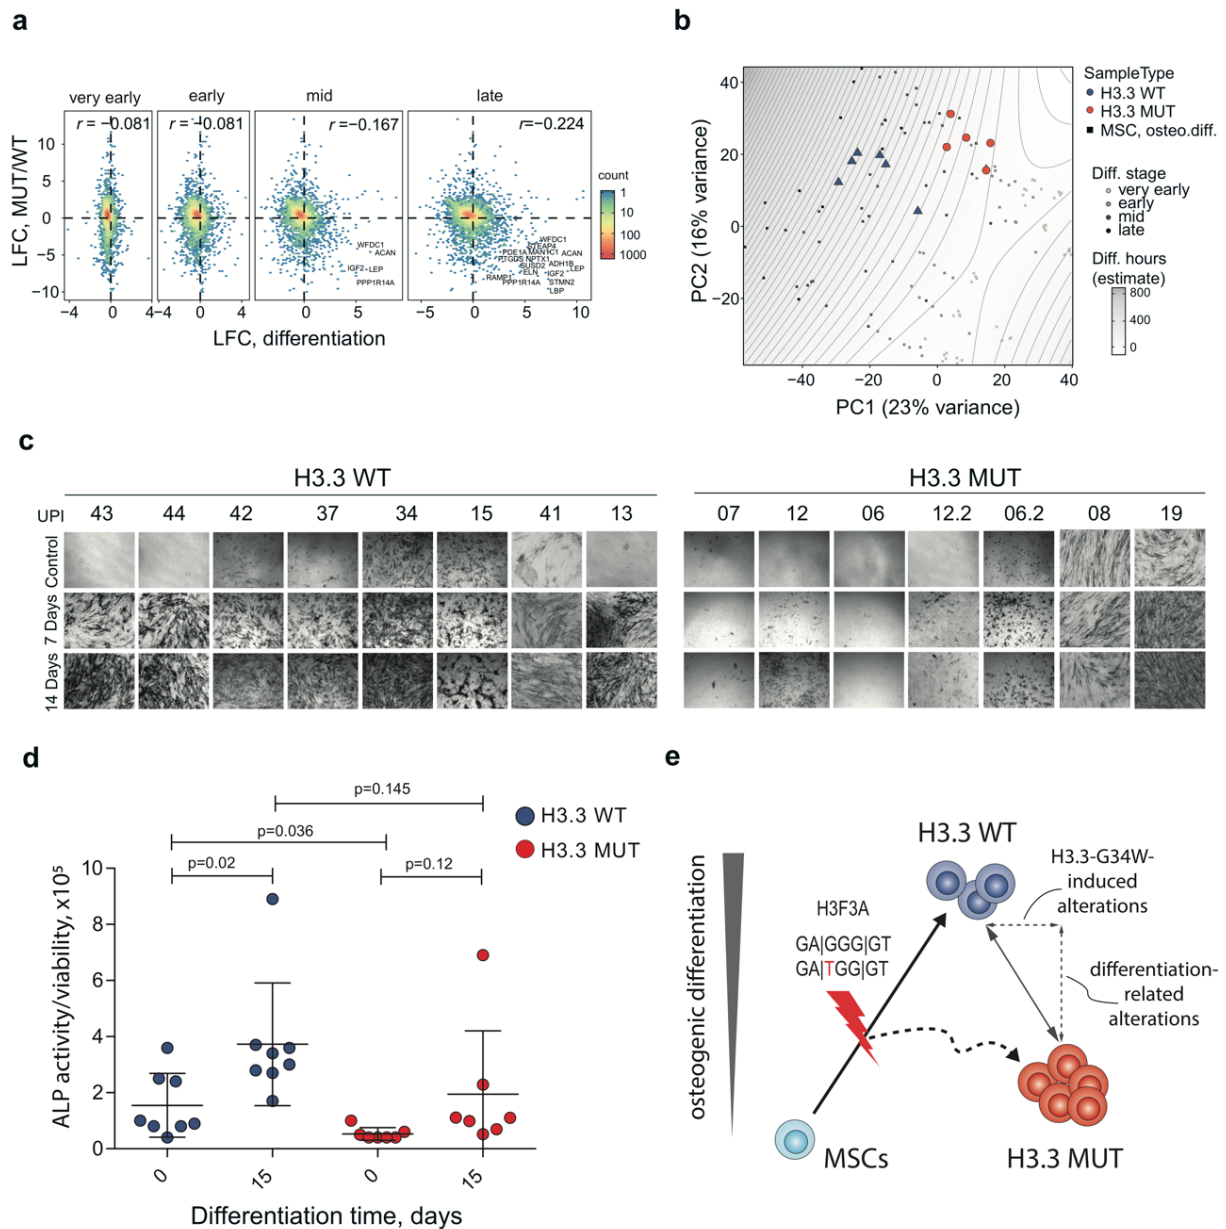 a
very early
early
mid
late
r = −0.081
r = −0.081
r=−0.167
r=−0.224
LFC, MUT/WT
10
5
0
−5
−10
WFDC1
ACAN
IGF2
LEP
PPP1R14A
WFDC1
STEAP4
PDE1A
MAN1C1
ACAN
PTGDS
NPTX1
SUSD2
ADH1B
LEP
ELN
IGF2
RAMP1
PPP1R14A
STMN2
LBP
count
1
10
100
1000
−4 0 4
−4 0 4
−4 0 4 8
−5 0 5 10
LFC, differentiation
b
PC2 (16% variance)
40
20
0
−20
−40 −20 0 20 40
PC1 (23% variance)
SampleType
H3.3 WT
H3.3 MUT
MSC, osteo.diff.
Diff. stage
very early
early
mid
late
Diff. hours
(estimate)
800
400
0
c
H3.3 WT
UPI 43 44 42 37 34 15 41 13
H3.3 MUT
07 12 06 12.2 06.2 08 19
Control
7 Days
14 Days
d
p=0.145
p=0.036
p=0.02
p=0.12
H3.3 WT
H3.3 MUT
ALP activity/viability, x10⁵
10
8
6
4
2
0
0 15 0 15
Differentiation time, days
e
osteogenic differentiation
H3F3A
GA|GGG|GT
GA|TGG|GT
H3.3 WT
H3.3-G34W-
induced
alterations
differentiation-
related
alterations
MSCs
H3.3 MUT